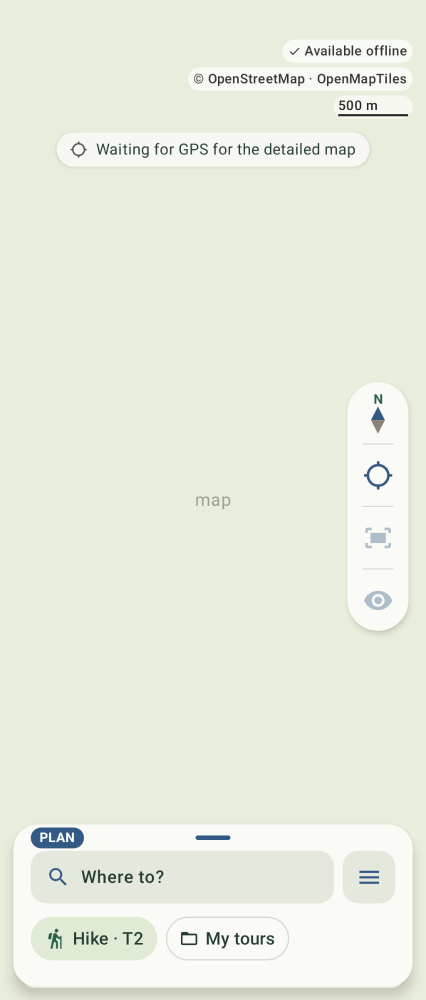 Available offline
© OpenStreetMap · OpenMapTiles
500 m
Waiting for GPS for the detailed map
N
map
PLAN
Where to?
Hike · T2
My tours